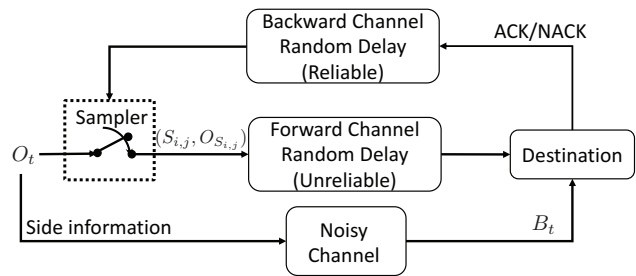 Backward Channel
Random Delay
(Reliable)
ACK/NACK
Sampler
$(S_{i,j}, O_{S_{i,j}})$
Forward Channel
Random Delay
(Unreliable)
$O_t$
Destination
Side information
Noisy
Channel
$B_t$